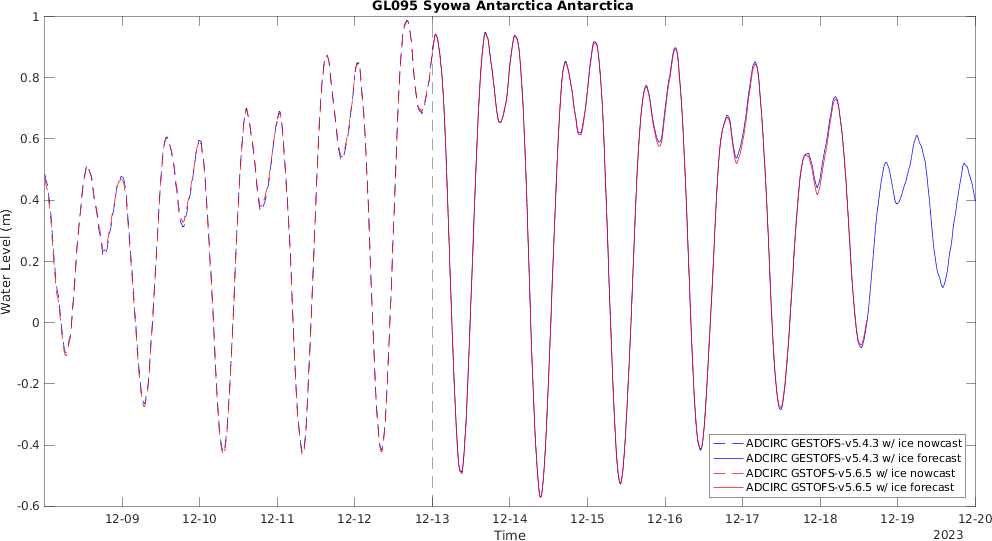 GL095 Syowa Antarctica Antarctica
1
0.8
0.6
0.4
0.2
0
-0.2
-0.4
-0.6
Water Level (m)
ADCIRC GESTOFS-v5.4.3 w/ ice nowcast
ADCIRC GESTOFS-v5.4.3 w/ ice forecast
ADCIRC GSTOFS-v5.6.5 w/ ice nowcast
ADCIRC GSTOFS-v5.6.5 w/ ice forecast
12-09 12-10 12-11 12-12 12-13 12-14 12-15 12-16 12-17 12-18 12-19 12-20
Time
2023